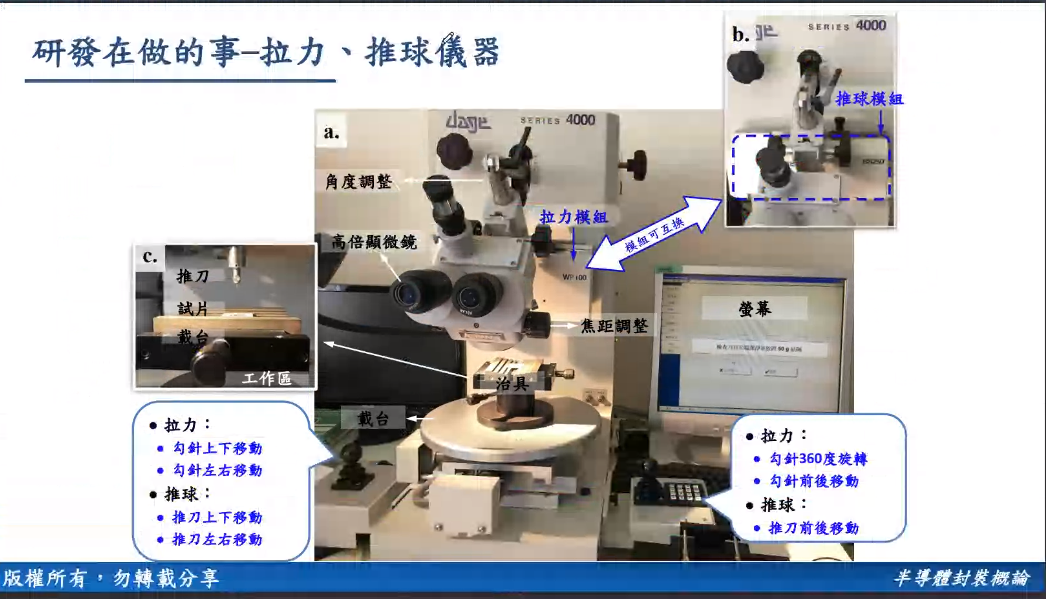 研發在做的事–拉力、推球儀器
b.
SERIES 4000
推球模組
a.
dage
SERIES 4000
角度調整
拉力模組
模組可互換
高倍顯微鏡
WP100
c.
推刀
試片
載台
工作區
焦距調整
螢幕
治具
載台
● 拉力：
● 勾針上下移動
● 勾針左右移動
● 推球：
● 推刀上下移動
● 推刀左右移動
● 拉力：
● 勾針360度旋轉
● 勾針前後移動
● 推球：
● 推刀前後移動
版權所有，勿轉載分享
半導體封裝概論